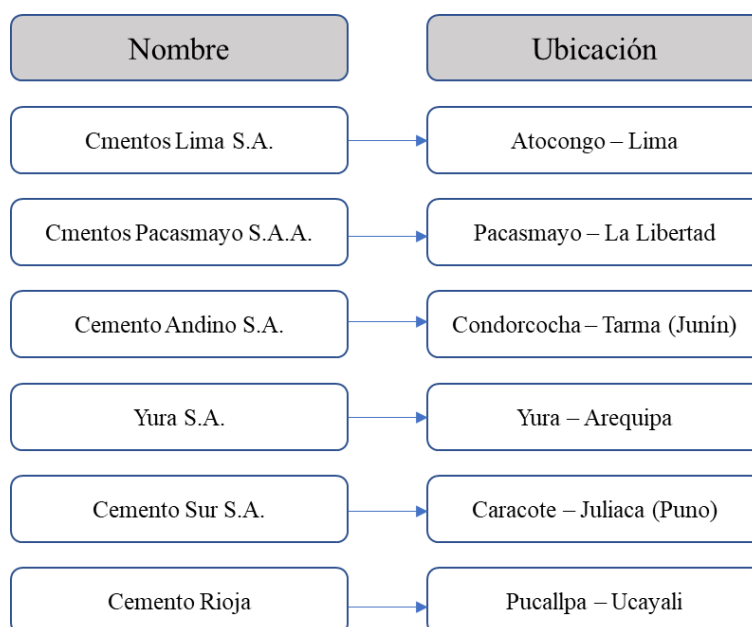 Nombre
Ubicación
Cmentos Lima S.A.
Atocongo – Lima
Cmentos Pacasmayo S.A.A.
Pacasmayo – La Libertad
Cemento Andino S.A.
Condorcocha – Tarma (Junín)
Yura S.A.
Yura – Arequipa
Cemento Sur S.A.
Caracote – Juliaca (Puno)
Cemento Rioja
Pucallpa – Ucayali